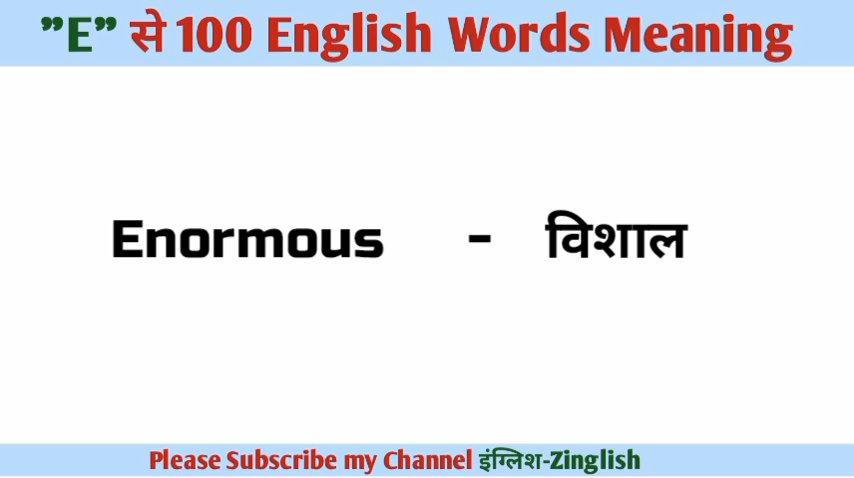 ”E” से 100 English Words Meaning
Enormous - विशाल
Please Subscribe my Channel इंग्लिश-Zinglish